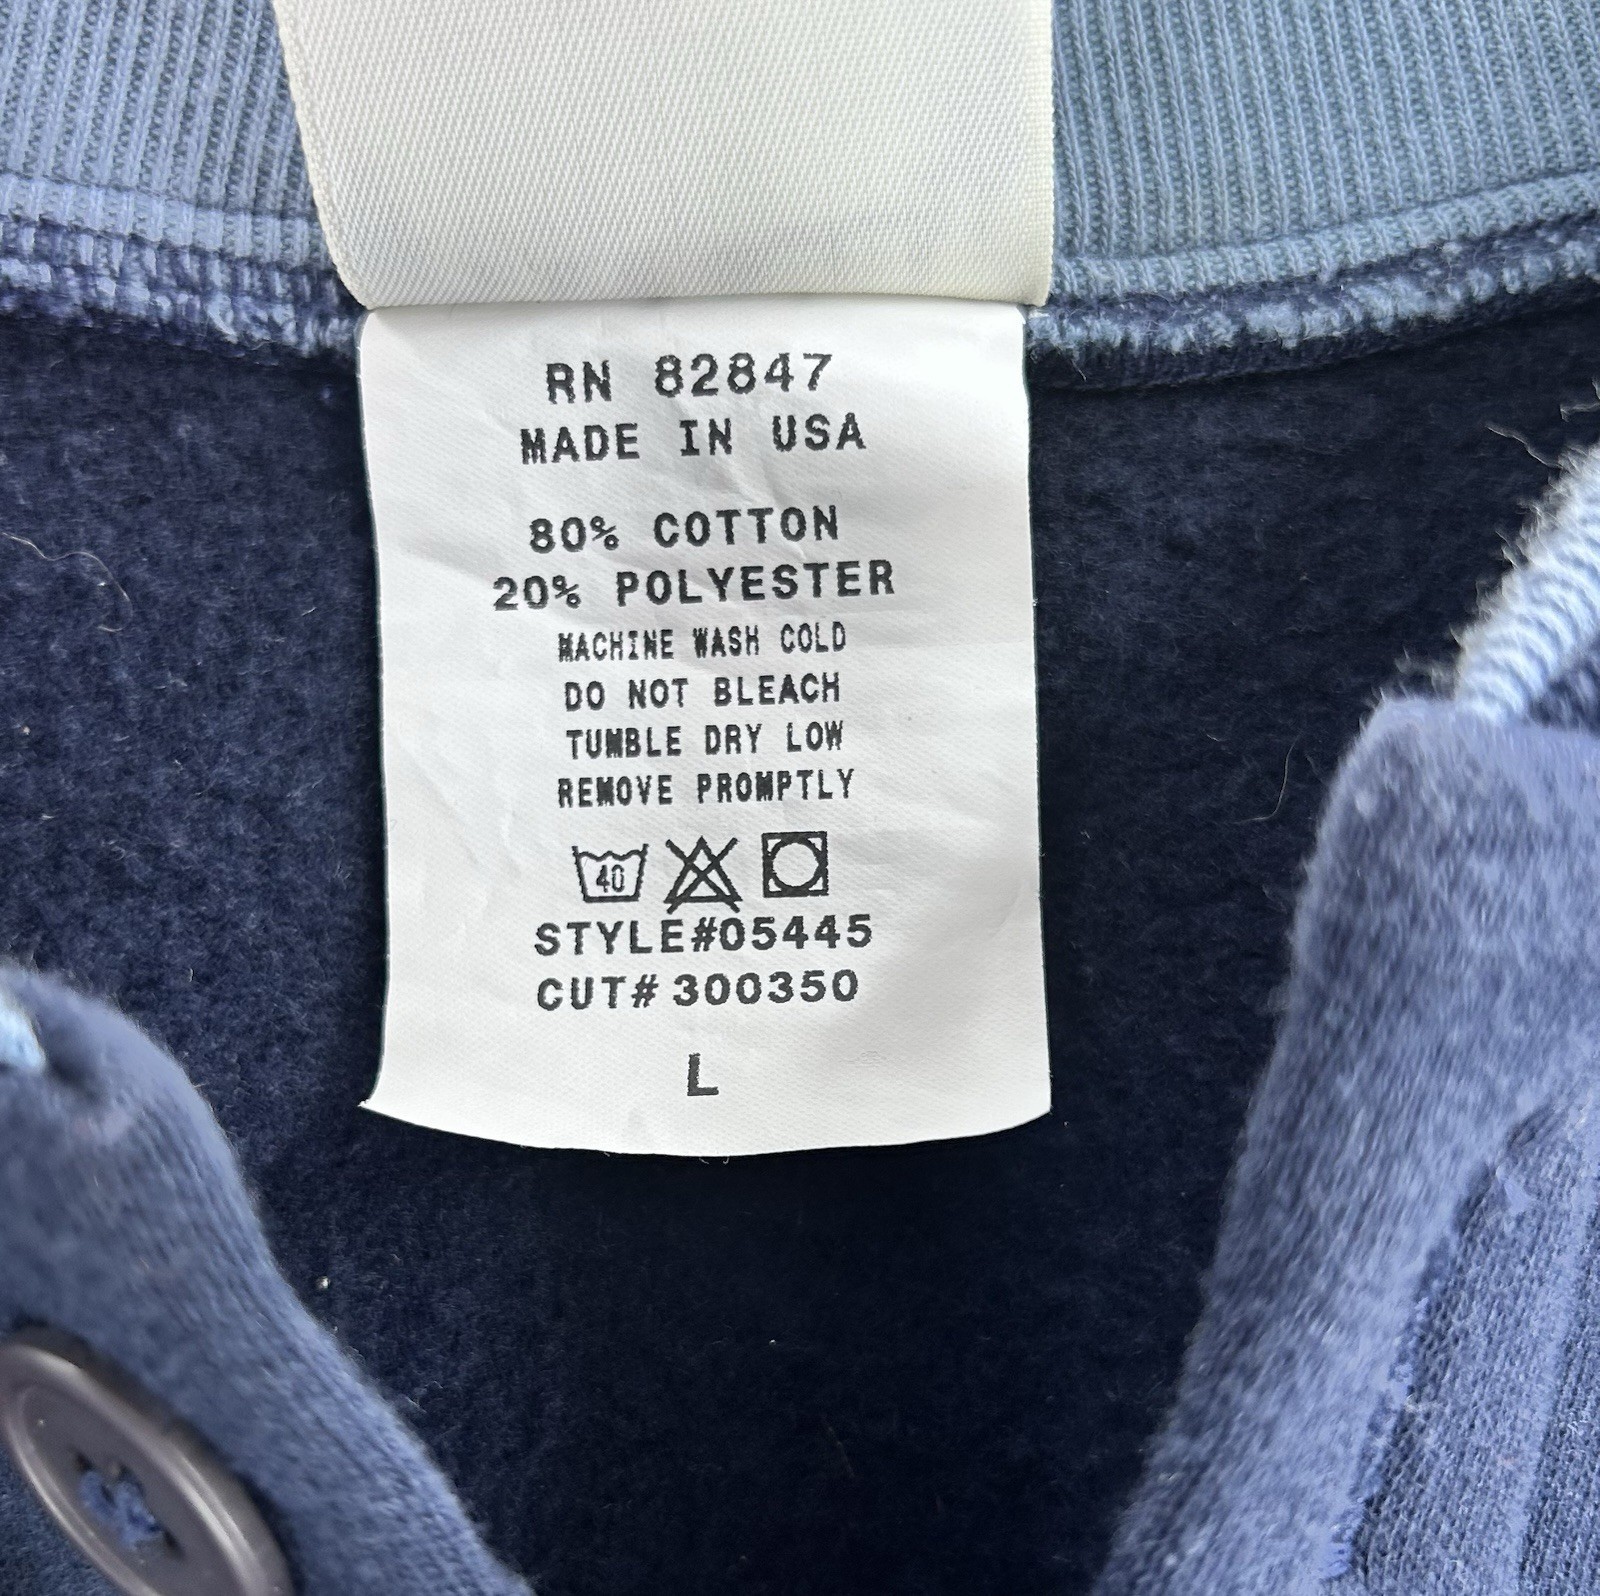 RN 82847
MADE IN USA
80% COTTON
20% POLYESTER
MACHINE WASH COLD
DO NOT BLEACH
TUMBLE DRY LOW
REMOVE PROMPTLY
40
STYLE#05445
CUT# 300350
L